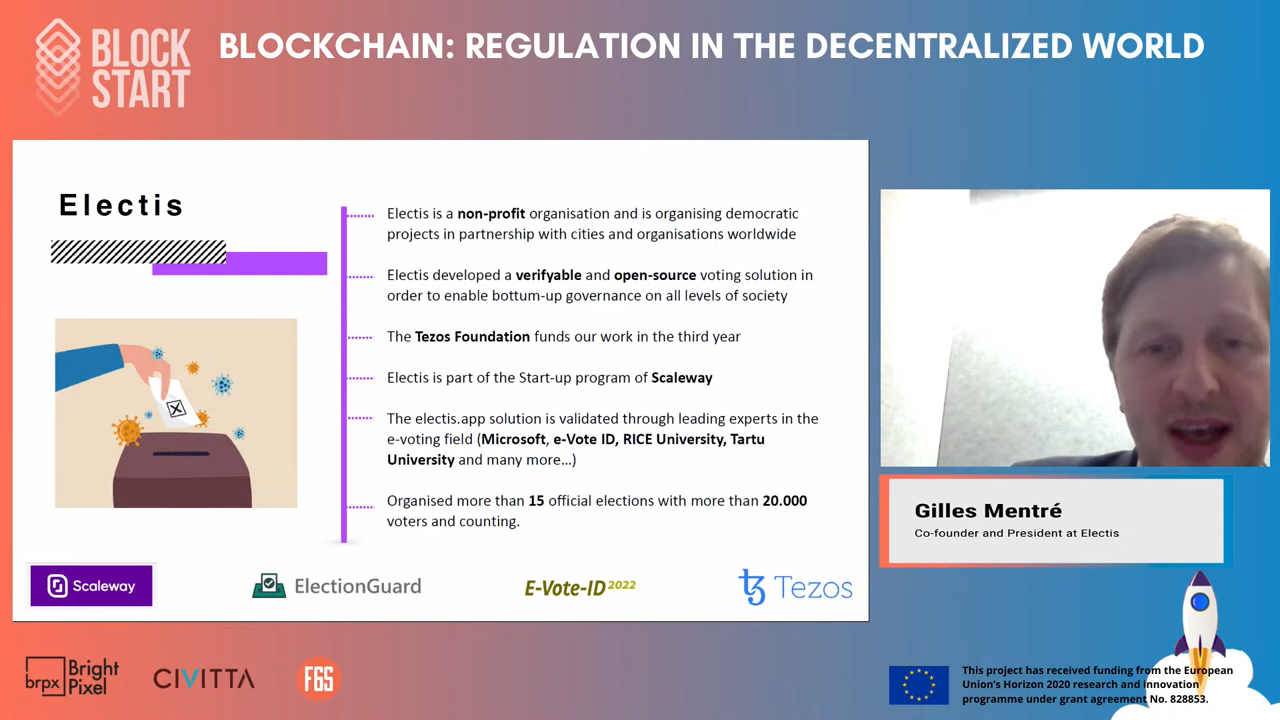 BLOCK
START
BLOCKCHAIN: REGULATION IN THE DECENTRALIZED WORLD
Electis
Electis is a non-profit organisation and is organising democratic
projects in partnership with cities and organisations worldwide
Electis developed a verifyable and open-source voting solution in
order to enable bottum-up governance on all levels of society
The Tezos Foundation funds our work in the third year
Electis is part of the Start-up program of Scaleway
The electis.app solution is validated through leading experts in the
e-voting field (Microsoft, e-Vote ID, RICE University, Tartu
University and many more...)
Organised more than 15 official elections with more than 20.000
voters and counting.
Scaleway
ElectionGuard
E-Vote-ID 2022
Tezos
Gilles Mentré
Co-founder and President at Electis
brpx
Bright
Pixel
CIVITTA
F6S
This project has received funding from the European
Union's Horizon 2020 research and innovation
programme under grant agreement No. 828853.